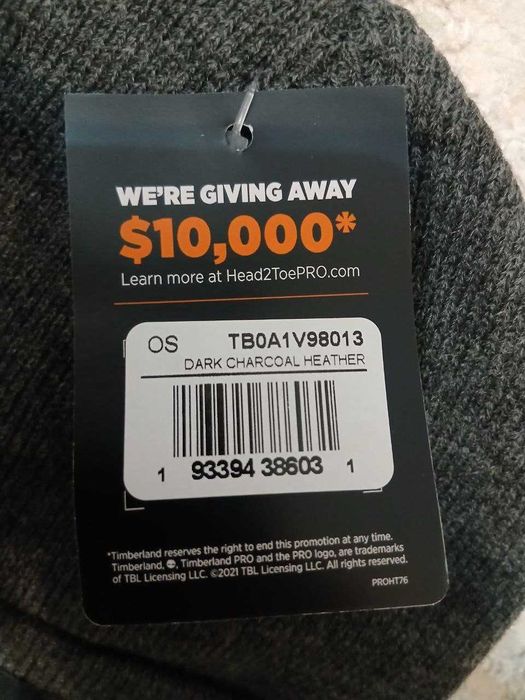 WE'RE GIVING AWAY
$10,000*
Learn more at Head2ToePRO.com
OS TB0A1V98013
DARK CHARCOAL HEATHER
1 93394 38603 1
*Timberland reserves the right to end this promotion at any time.
Timberland, , Timberland PRO and the PRO logo, are trademarks
of TBL Licensing LLC. ©2021 TBL Licensing LLC. All rights reserved.
PROHT76